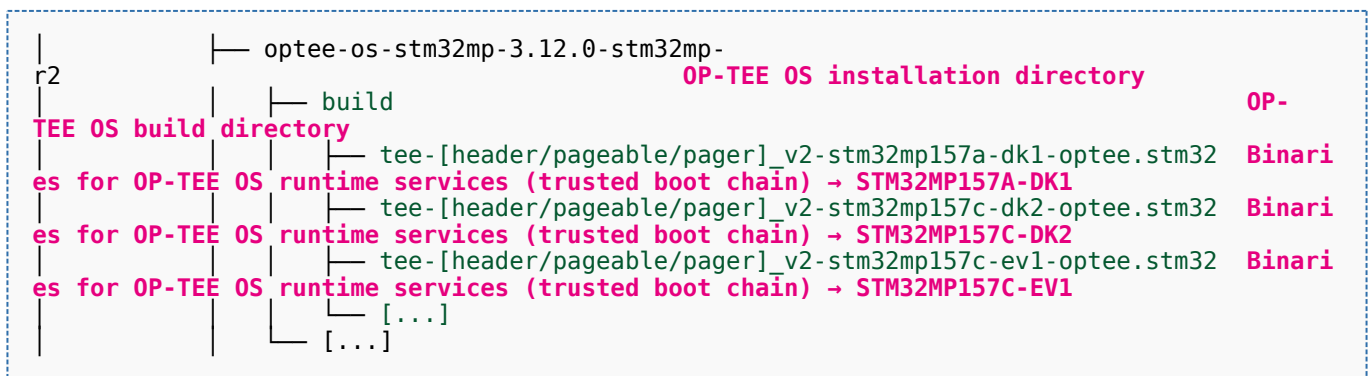 │           ├── optee-os-stm32mp-3.12.0-stm32mp-
r2                                         OP-TEE OS installation directory
│           │   ├── build                                                    OP-
TEE OS build directory
│           │   │   ├── tee-[header/pageable/pager]_v2-stm32mp157a-dk1-optee.stm32  Binari
es for OP-TEE OS runtime services (trusted boot chain) → STM32MP157A-DK1
│           │   │   ├── tee-[header/pageable/pager]_v2-stm32mp157c-dk2-optee.stm32  Binari
es for OP-TEE OS runtime services (trusted boot chain) → STM32MP157C-DK2
│           │   │   ├── tee-[header/pageable/pager]_v2-stm32mp157c-ev1-optee.stm32  Binari
es for OP-TEE OS runtime services (trusted boot chain) → STM32MP157C-EV1
│           │   │   └── [...]
│           │   └── [...]